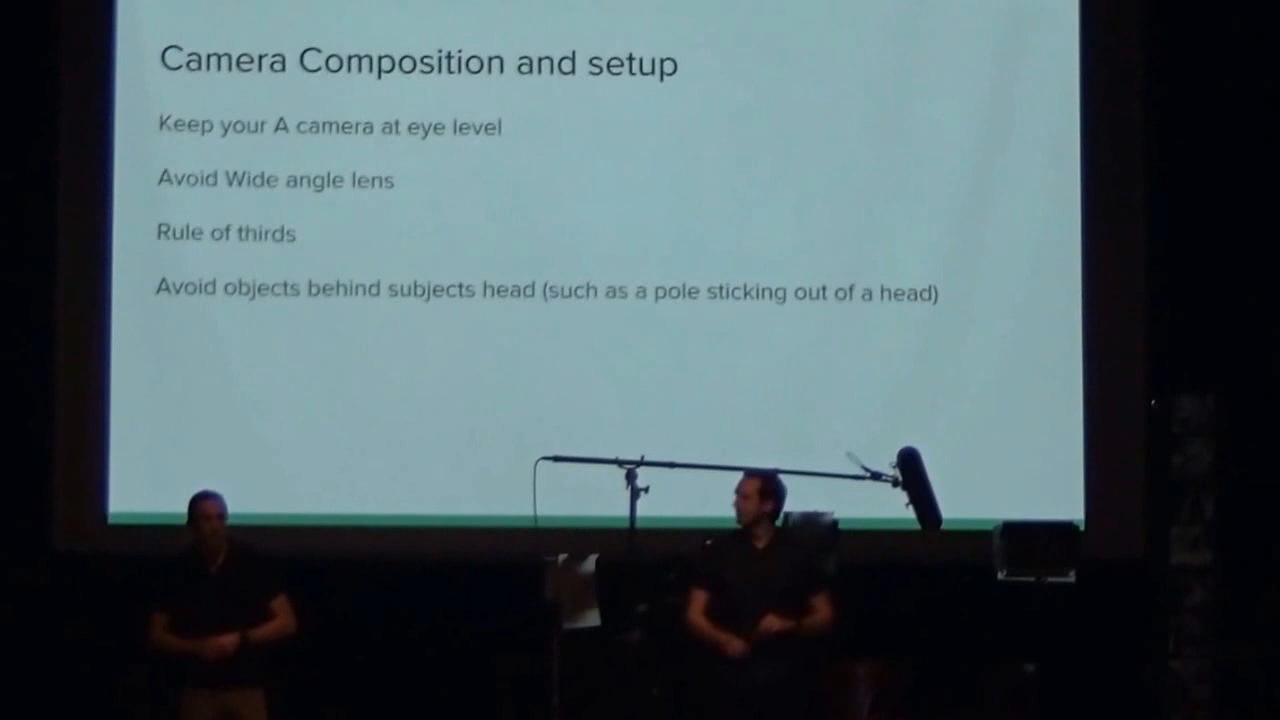 Camera Composition and setup
Keep your A camera at eye level
Avoid Wide angle lens
Rule of thirds
Avoid objects behind subjects head (such as a pole sticking out of a head)